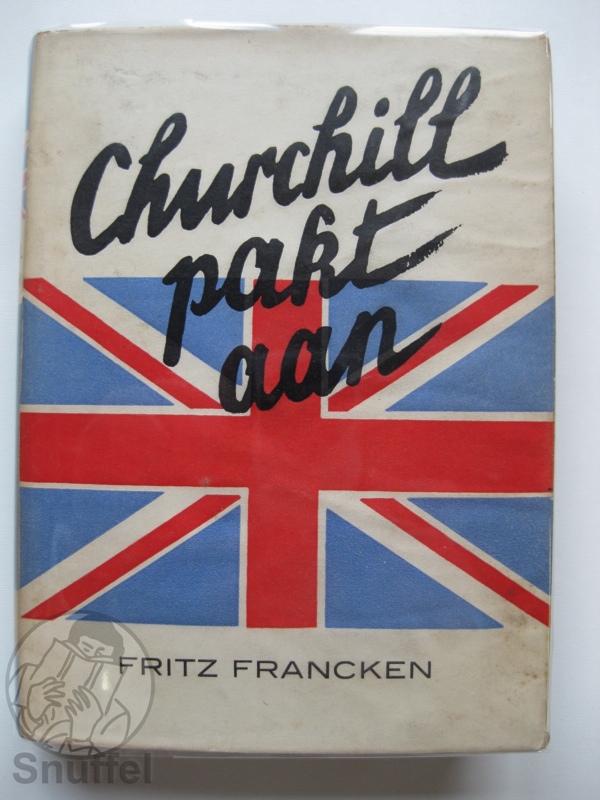 Churchill
pakt
aan
FRITZ FRANCKEN
Snuffel